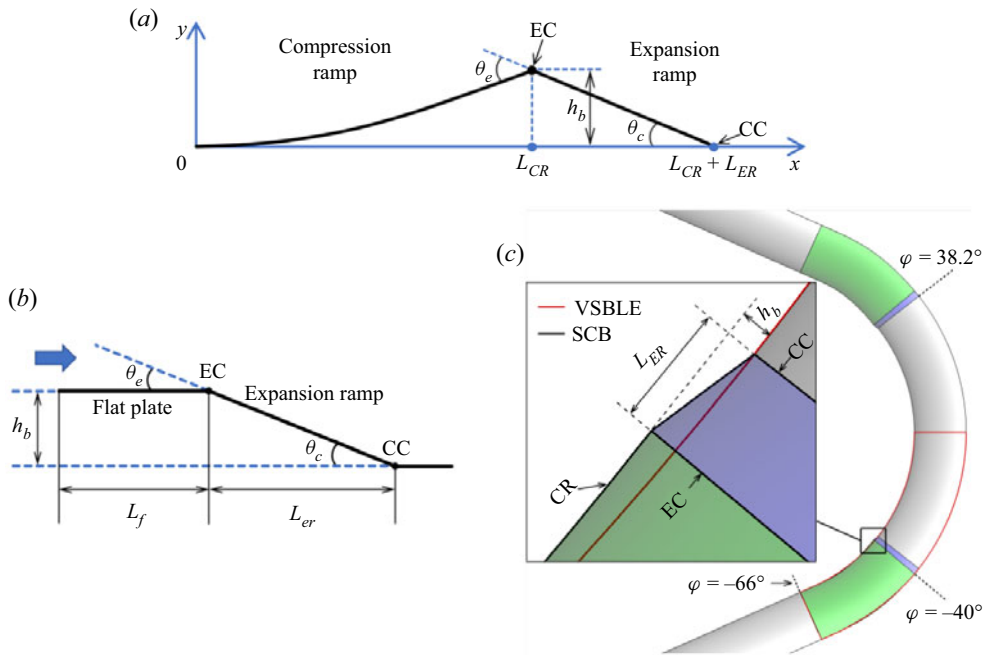 (a)
y
EC
Compression
ramp
Expansion
ramp
θe
hb
θc
CC
0
LCR
LCR + LER
x
(b)
EC
θe
Expansion ramp
Flat plate
hb
θc
CC
Lf
Ler
(c)
φ = 38.2°
VSBLE
SCB
hb
LER
CC
CR
EC
φ = –66°
φ = –40°